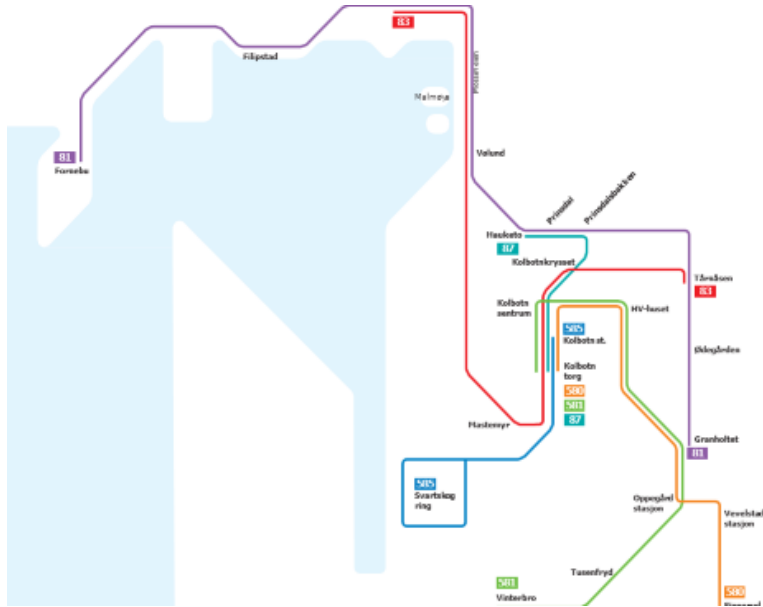 83
Filipstad
Mosseveien
Malmøya
Vølund
81
Fornebu
Prinsdal
Prinsdalsbakken
Hauketo
87
Kolbotnkrysset
Tårnåsen
83
Kolbotn
sentrum
HV-huset
585
Kolbotn st.
Ødegården
Kolbotn
torg
580
581
87
Mastemyr
Granholtet
81
585
Svartskog
ring
Oppegård
stasjon
Vevelstad
stasjon
Tusenfryd
581
Vinterbro
580